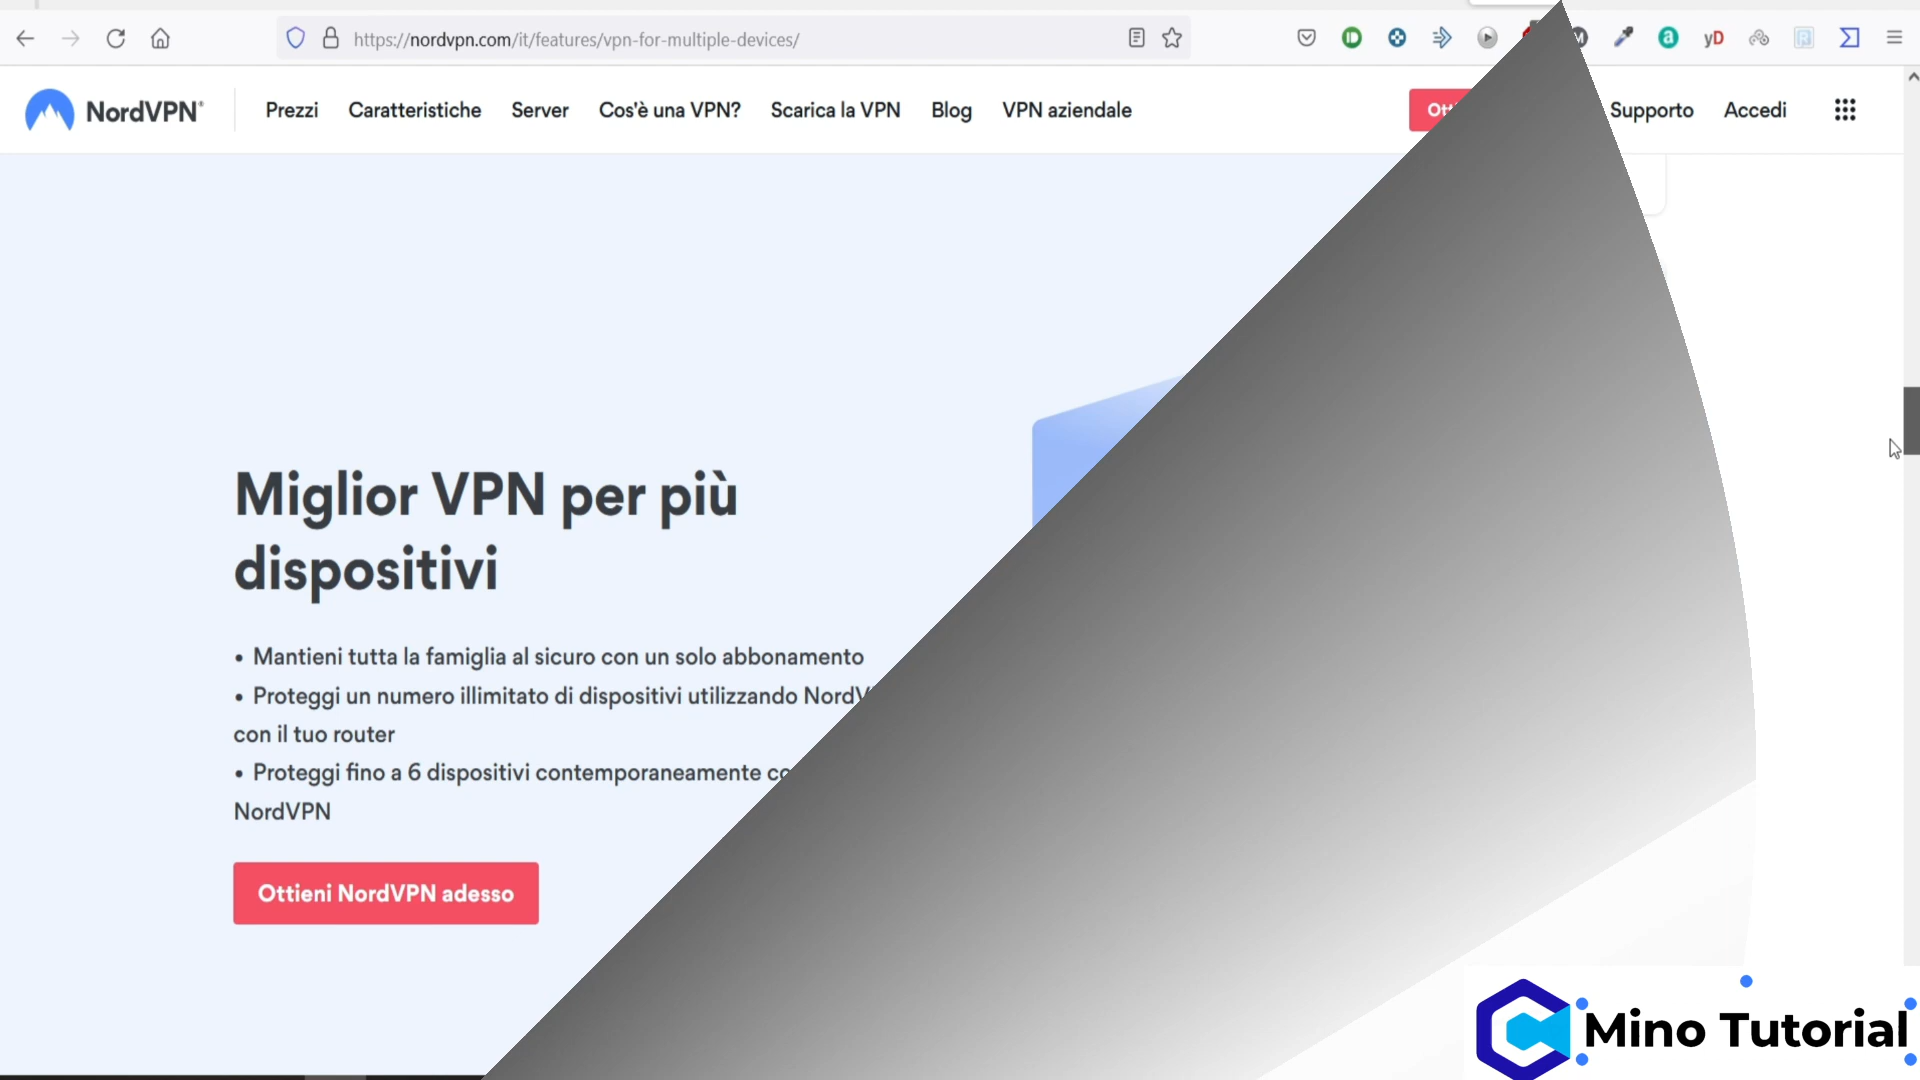 https://nordvpn.com/it/features/vpn-for-multiple-devices/
NordVPN® Prezzi Caratteristiche Server Cos'è una VPN? Scarica la VPN Blog VPN aziendale Supporto Accedi
Miglior VPN per più
dispositivi
• Mantieni tutta la famiglia al sicuro con un solo abbonamento
• Proteggi un numero illimitato di dispositivi utilizzando NordV
con il tuo router
• Proteggi fino a 6 dispositivi contemporaneamente co
NordVPN
Ottieni NordVPN adesso
Mino Tutorial